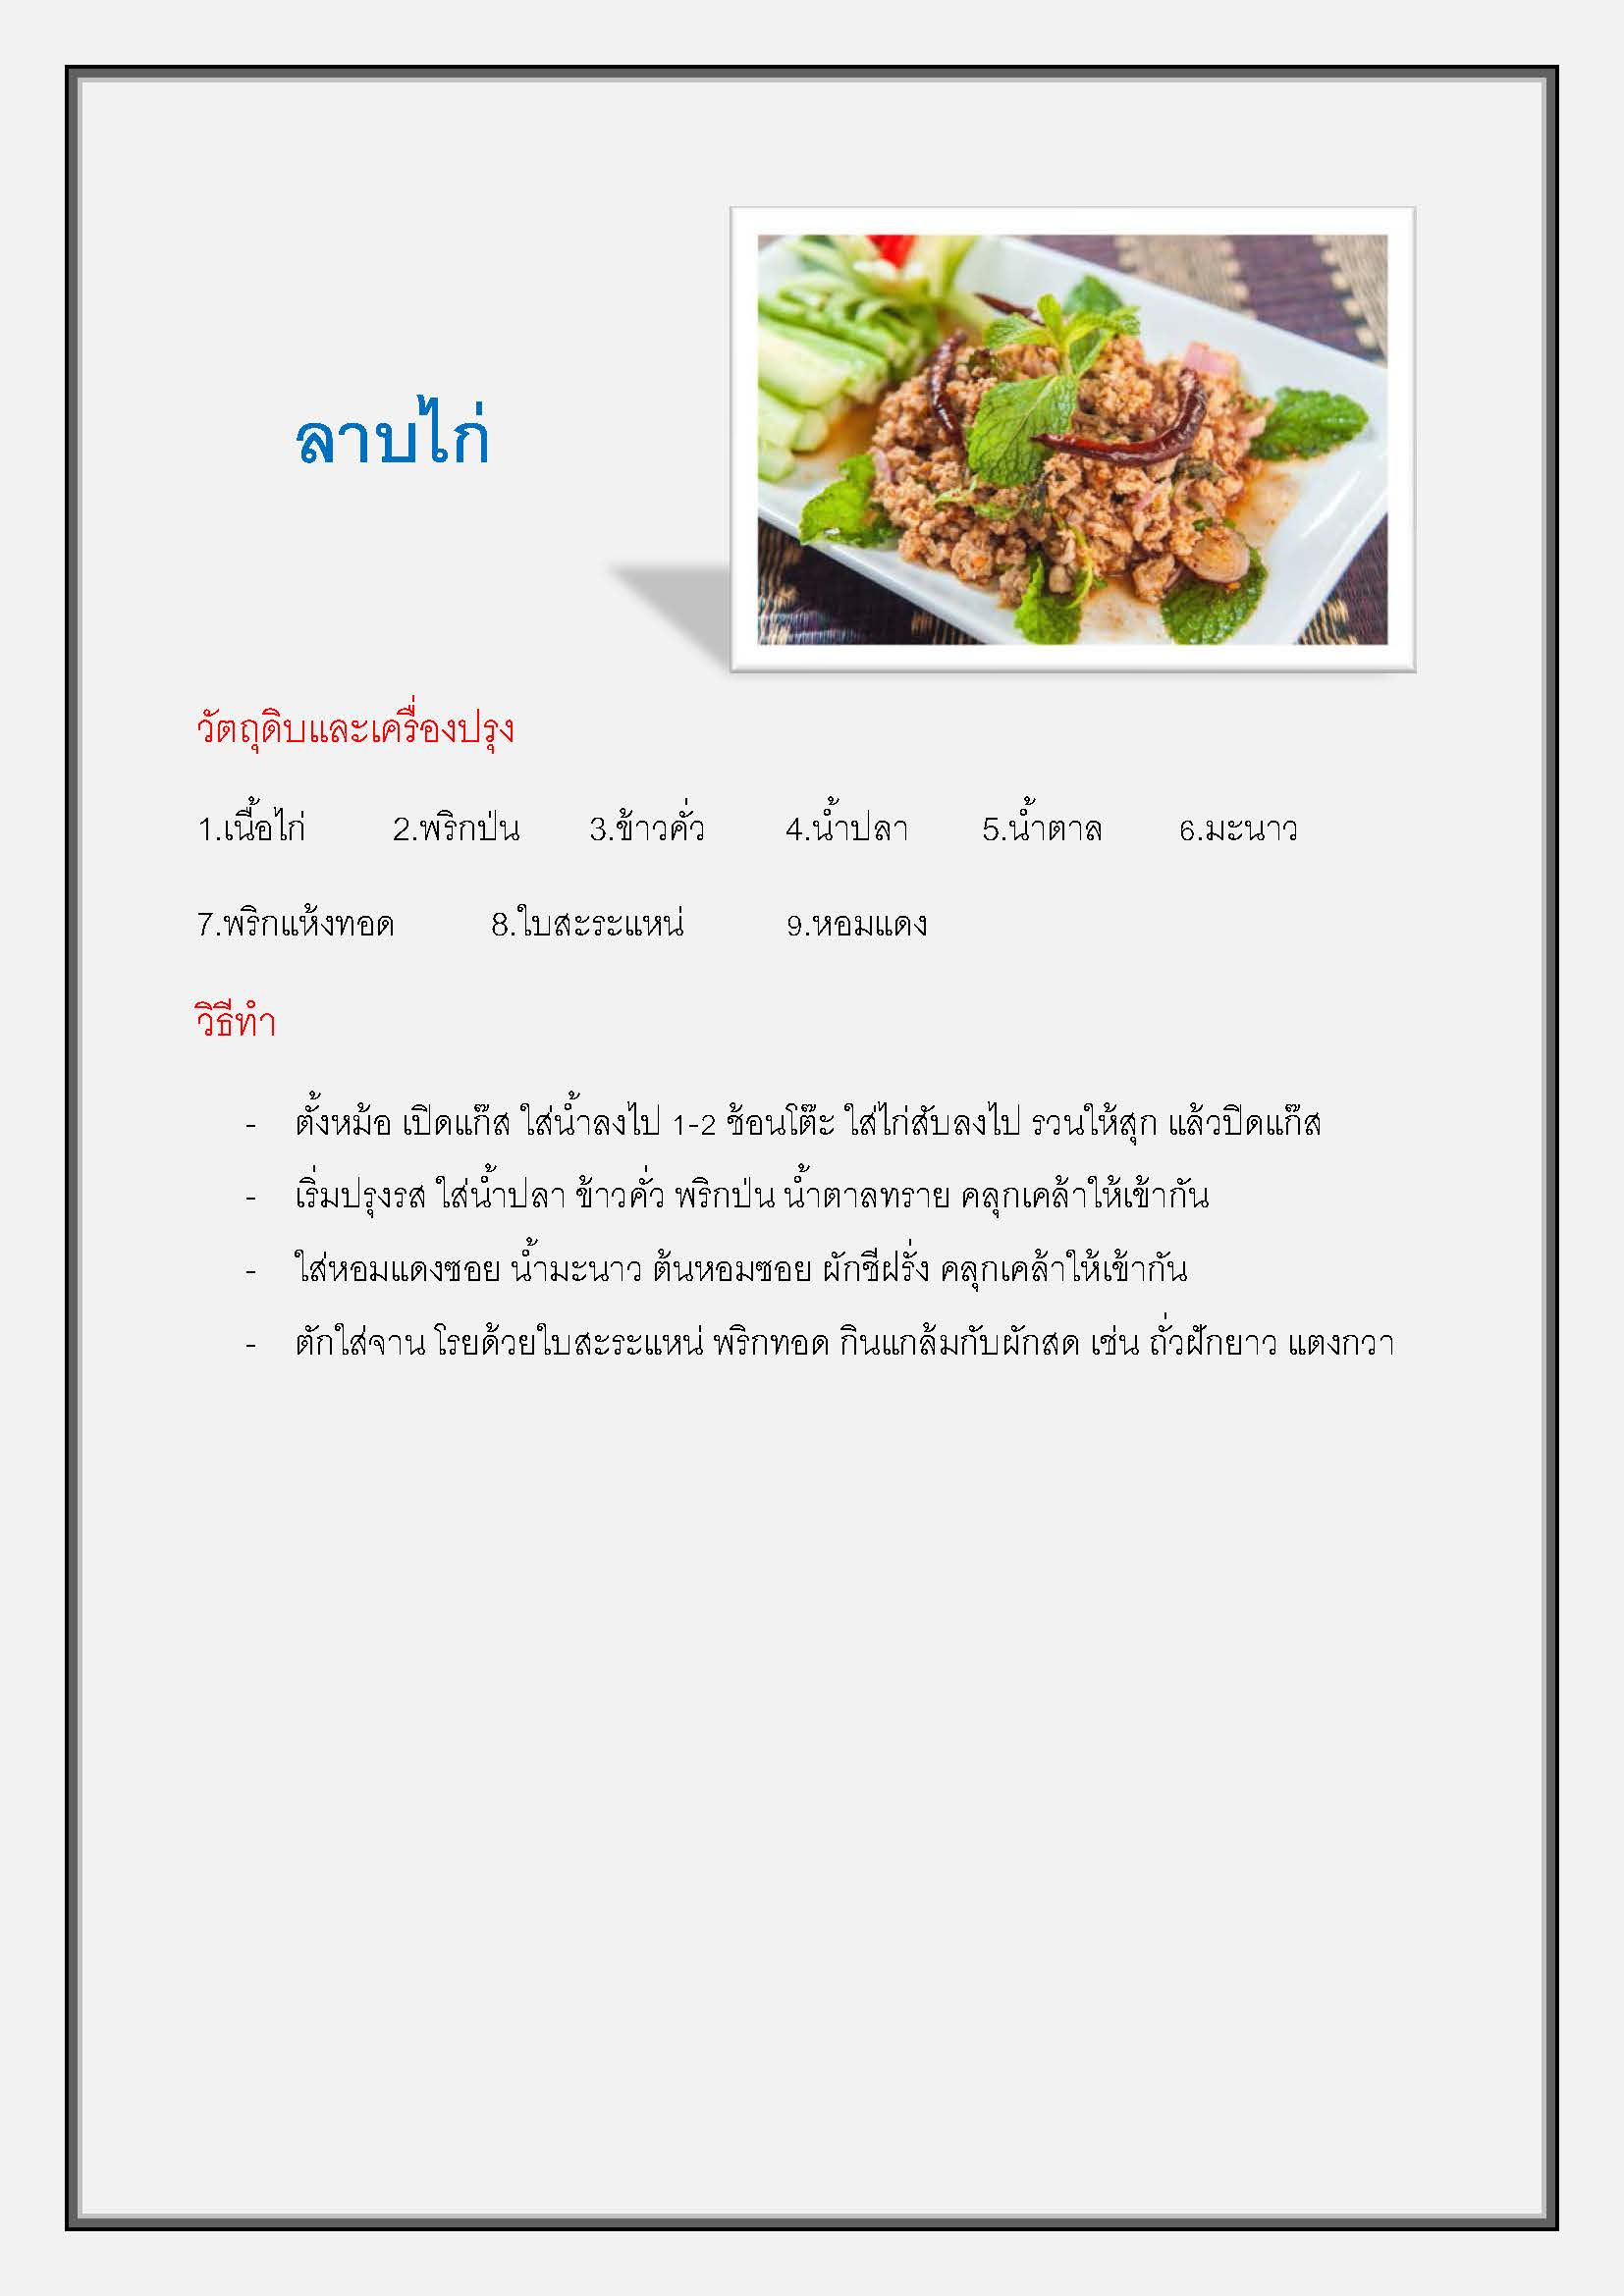 ลาบไก่
วัตถุดิบและเครื่องปรุง
1.เนื้อไก่ 2.พริกป่น 3.ข้าวคั่ว 4.น้ำปลา 5.น้ำตาล 6.มะนาว
7.พริกแห้งทอด 8.ใบสะระแหน่ 9.หอมแดง
วิธีทำ
- ตั้งหม้อ เปิดแก๊ส ใส่น้ำลงไป 1-2 ช้อนโต๊ะ ใส่ไก่สับลงไป รวนให้สุก แล้วปิดแก๊ส
- เริ่มปรุงรส ใส่น้ำปลา ข้าวคั่ว พริกป่น น้ำตาลทราย คลุกเคล้าให้เข้ากัน
- ใส่หอมแดงซอย น้ำมะนาว ต้นหอมซอย ผักชีฝรั่ง คลุกเคล้าให้เข้ากัน
- ตักใส่จาน โรยด้วยใบสะระแหน่ พริกทอด กินแกล้มกับผักสด เช่น ถั่วฝักยาว แตงกวา